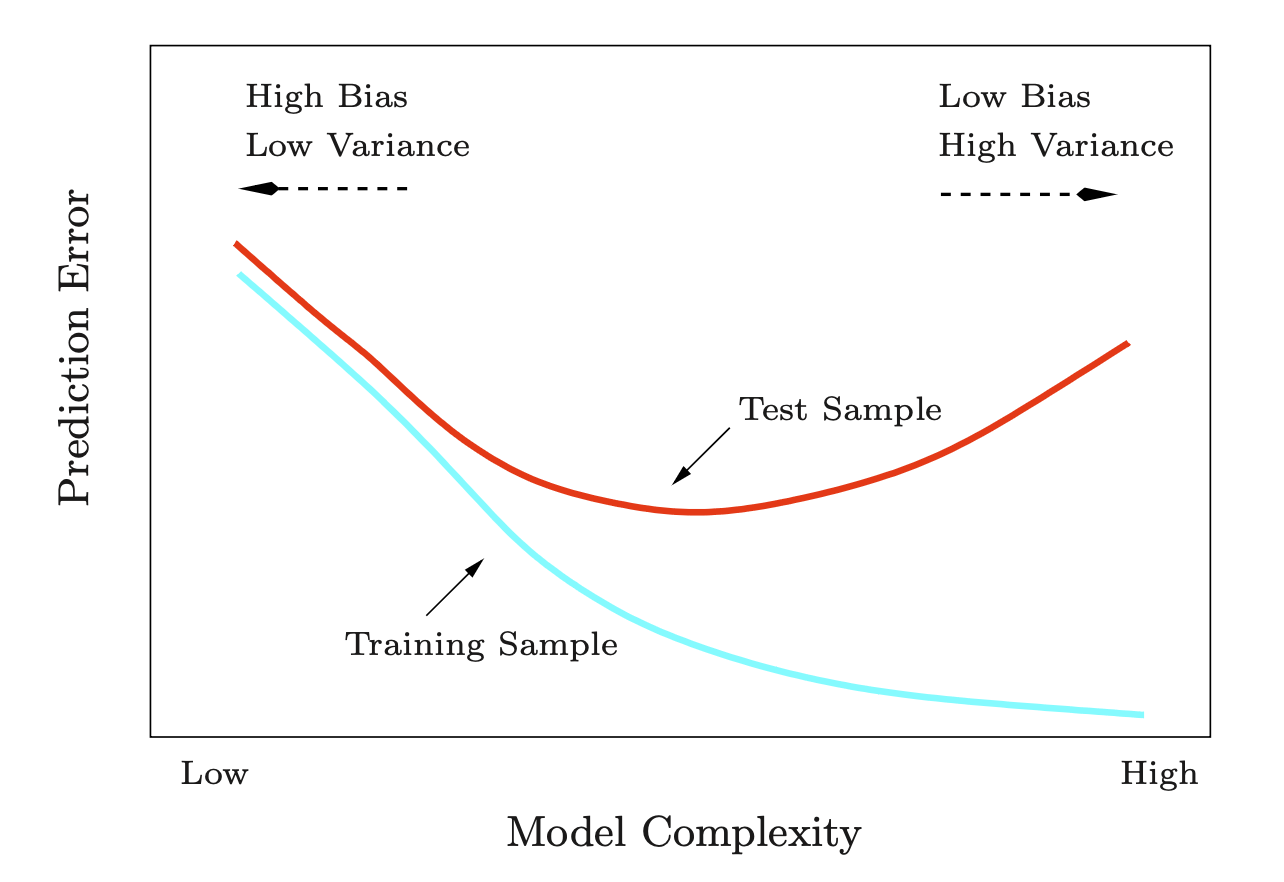 High Bias
Low Variance
Low Bias
High Variance
Prediction Error
Test Sample
Training Sample
Low
High
Model Complexity